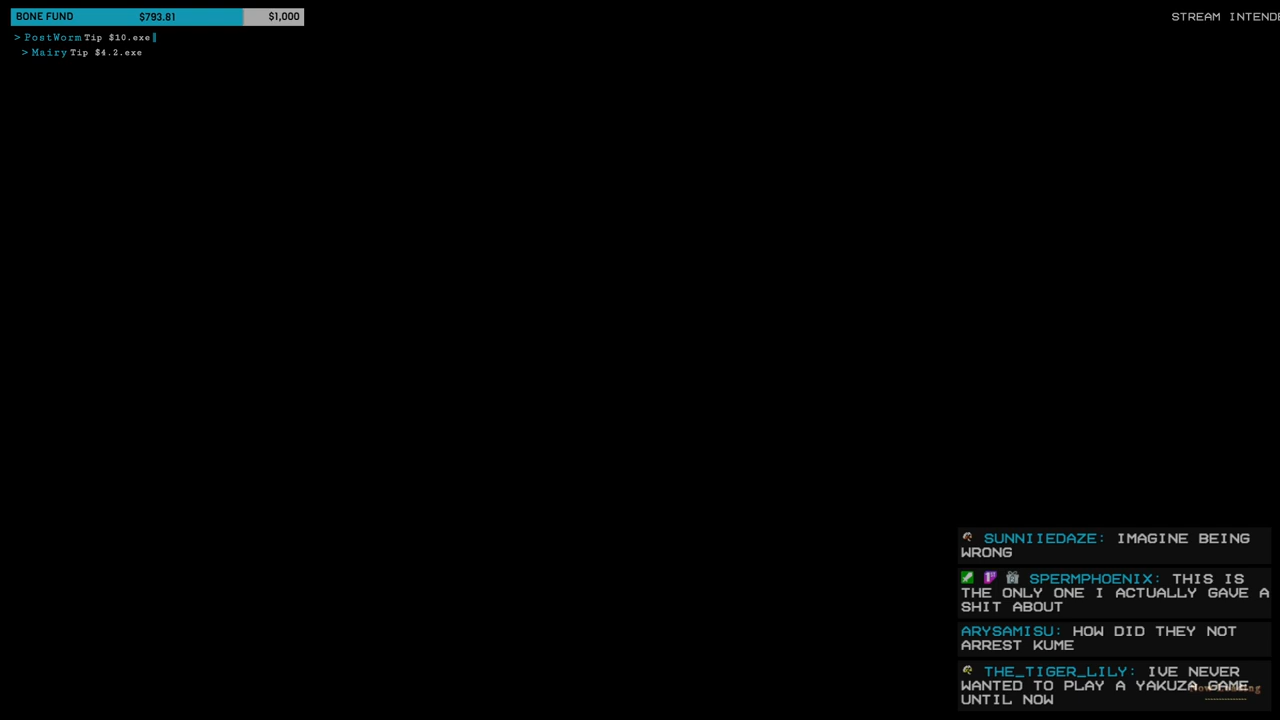 BONE FUND $793.81 $1,000
STREAM INTENDE
> PostWorm Tip $10.exe
> Mairy Tip $4.2.exe
SUNNIIEDAZE: IMAGINE BEING
WRONG
SPERMPHOENIX: THIS IS
THE ONLY ONE I ACTUALLY GAVE A
SHIT ABOUT
ARYSAMISU: HOW DID THEY NOT
ARREST KUME
THE_TIGER_LILY: IVE NEVER
WANTED TO PLAY A YAKUZA GAME
UNTIL NOW